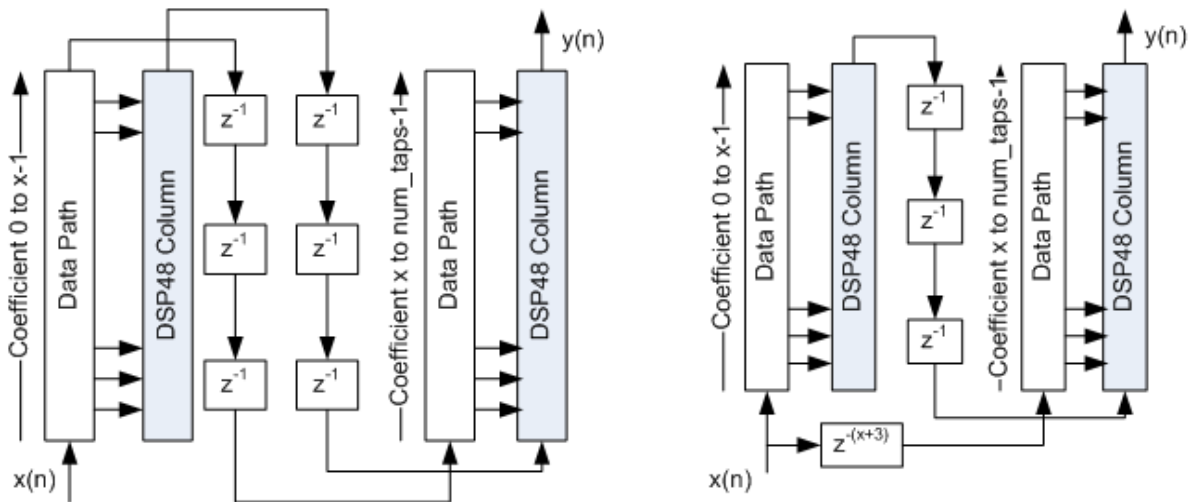 Coefficient 0 to x-1
Data Path
DSP48 Column
z-1
z-1
z-1
z-1
z-1
z-1
Coefficient x to num_taps-1
Data Path
DSP48 Column
y(n)
x(n)
Coefficient 0 to x-1
Data Path
DSP48 Column
z-1
z-1
z-1
Coefficient x to num_taps-1
Data Path
DSP48 Column
y(n)
z-(x+3)
x(n)